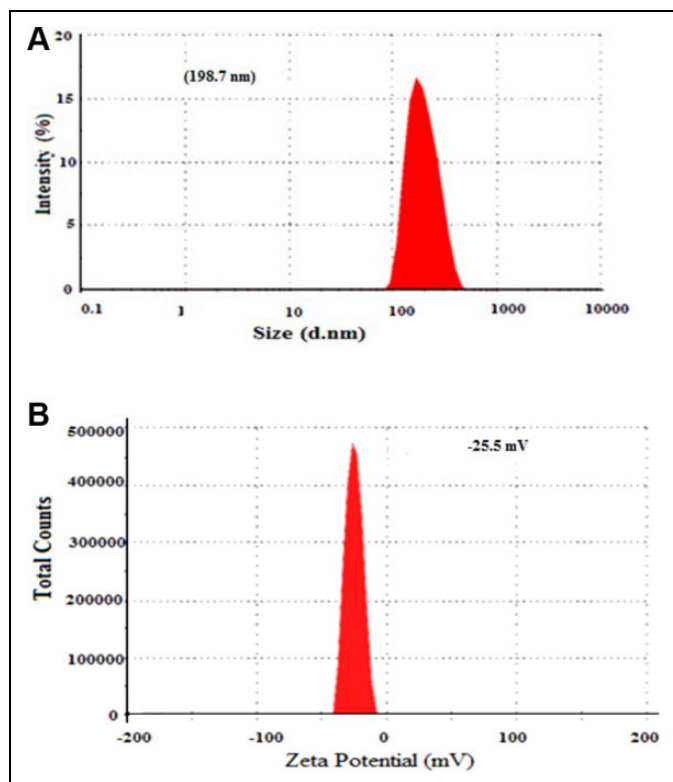 A
20
(198.7 nm)
15
10
5
0
Intensity (%)
0.1 1 10 100 1000 10000
Size (d.nm)
B
500000
-25.5 mV
400000
300000
200000
100000
0
Total Counts
-200 -100 0 100 200
Zeta Potential (mV)